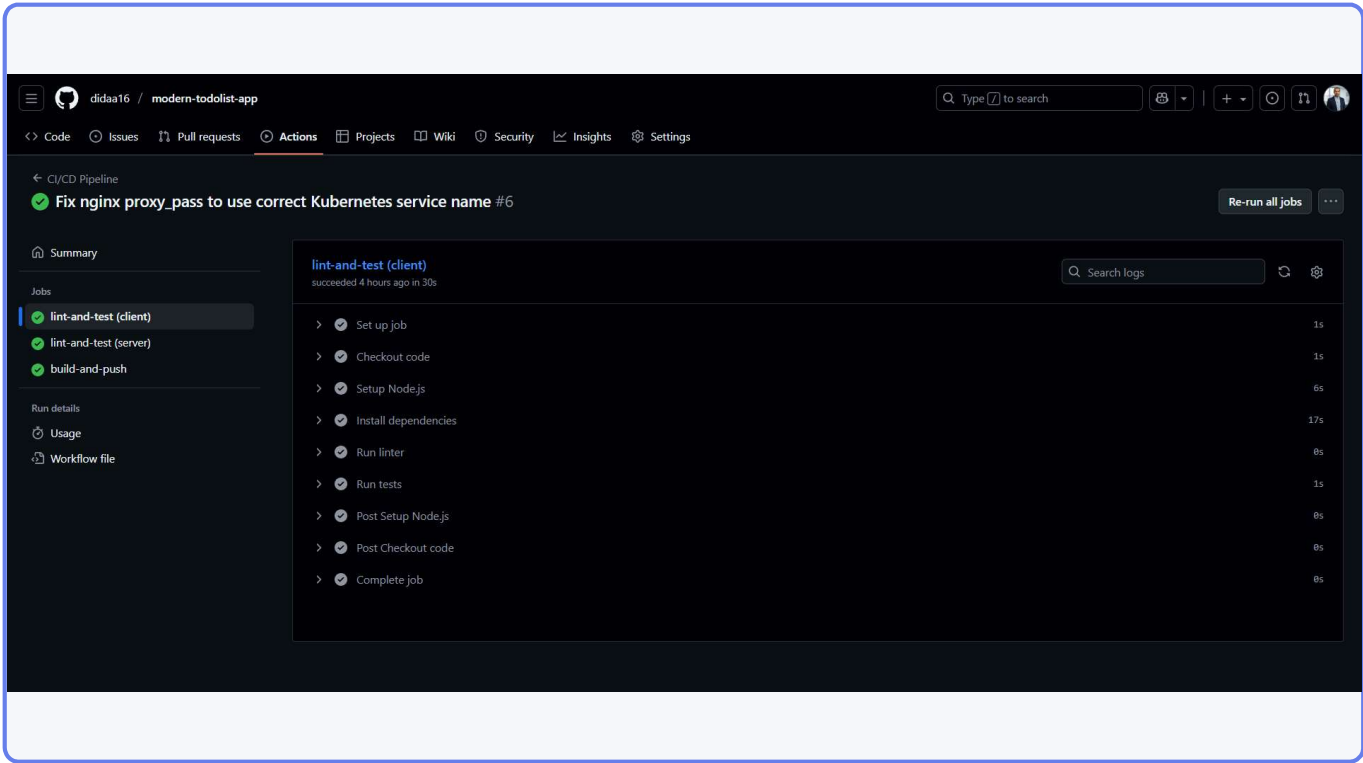 didaa16 / modern-todolist-app
Type / to search
Code Issues Pull requests Actions Projects Wiki Security Insights Settings
CI/CD Pipeline
Fix nginx proxy_pass to use correct Kubernetes service name #6
Re-run all jobs
Summary
Jobs
lint-and-test (client)
lint-and-test (server)
build-and-push
Run details
Usage
Workflow file
lint-and-test (client)
succeeded 4 hours ago in 30s
Search logs
Set up job 1s
Checkout code 1s
Setup Node.js 6s
Install dependencies 17s
Run linter 0s
Run tests 1s
Post Setup Node.js 0s
Post Checkout code 0s
Complete job 0s